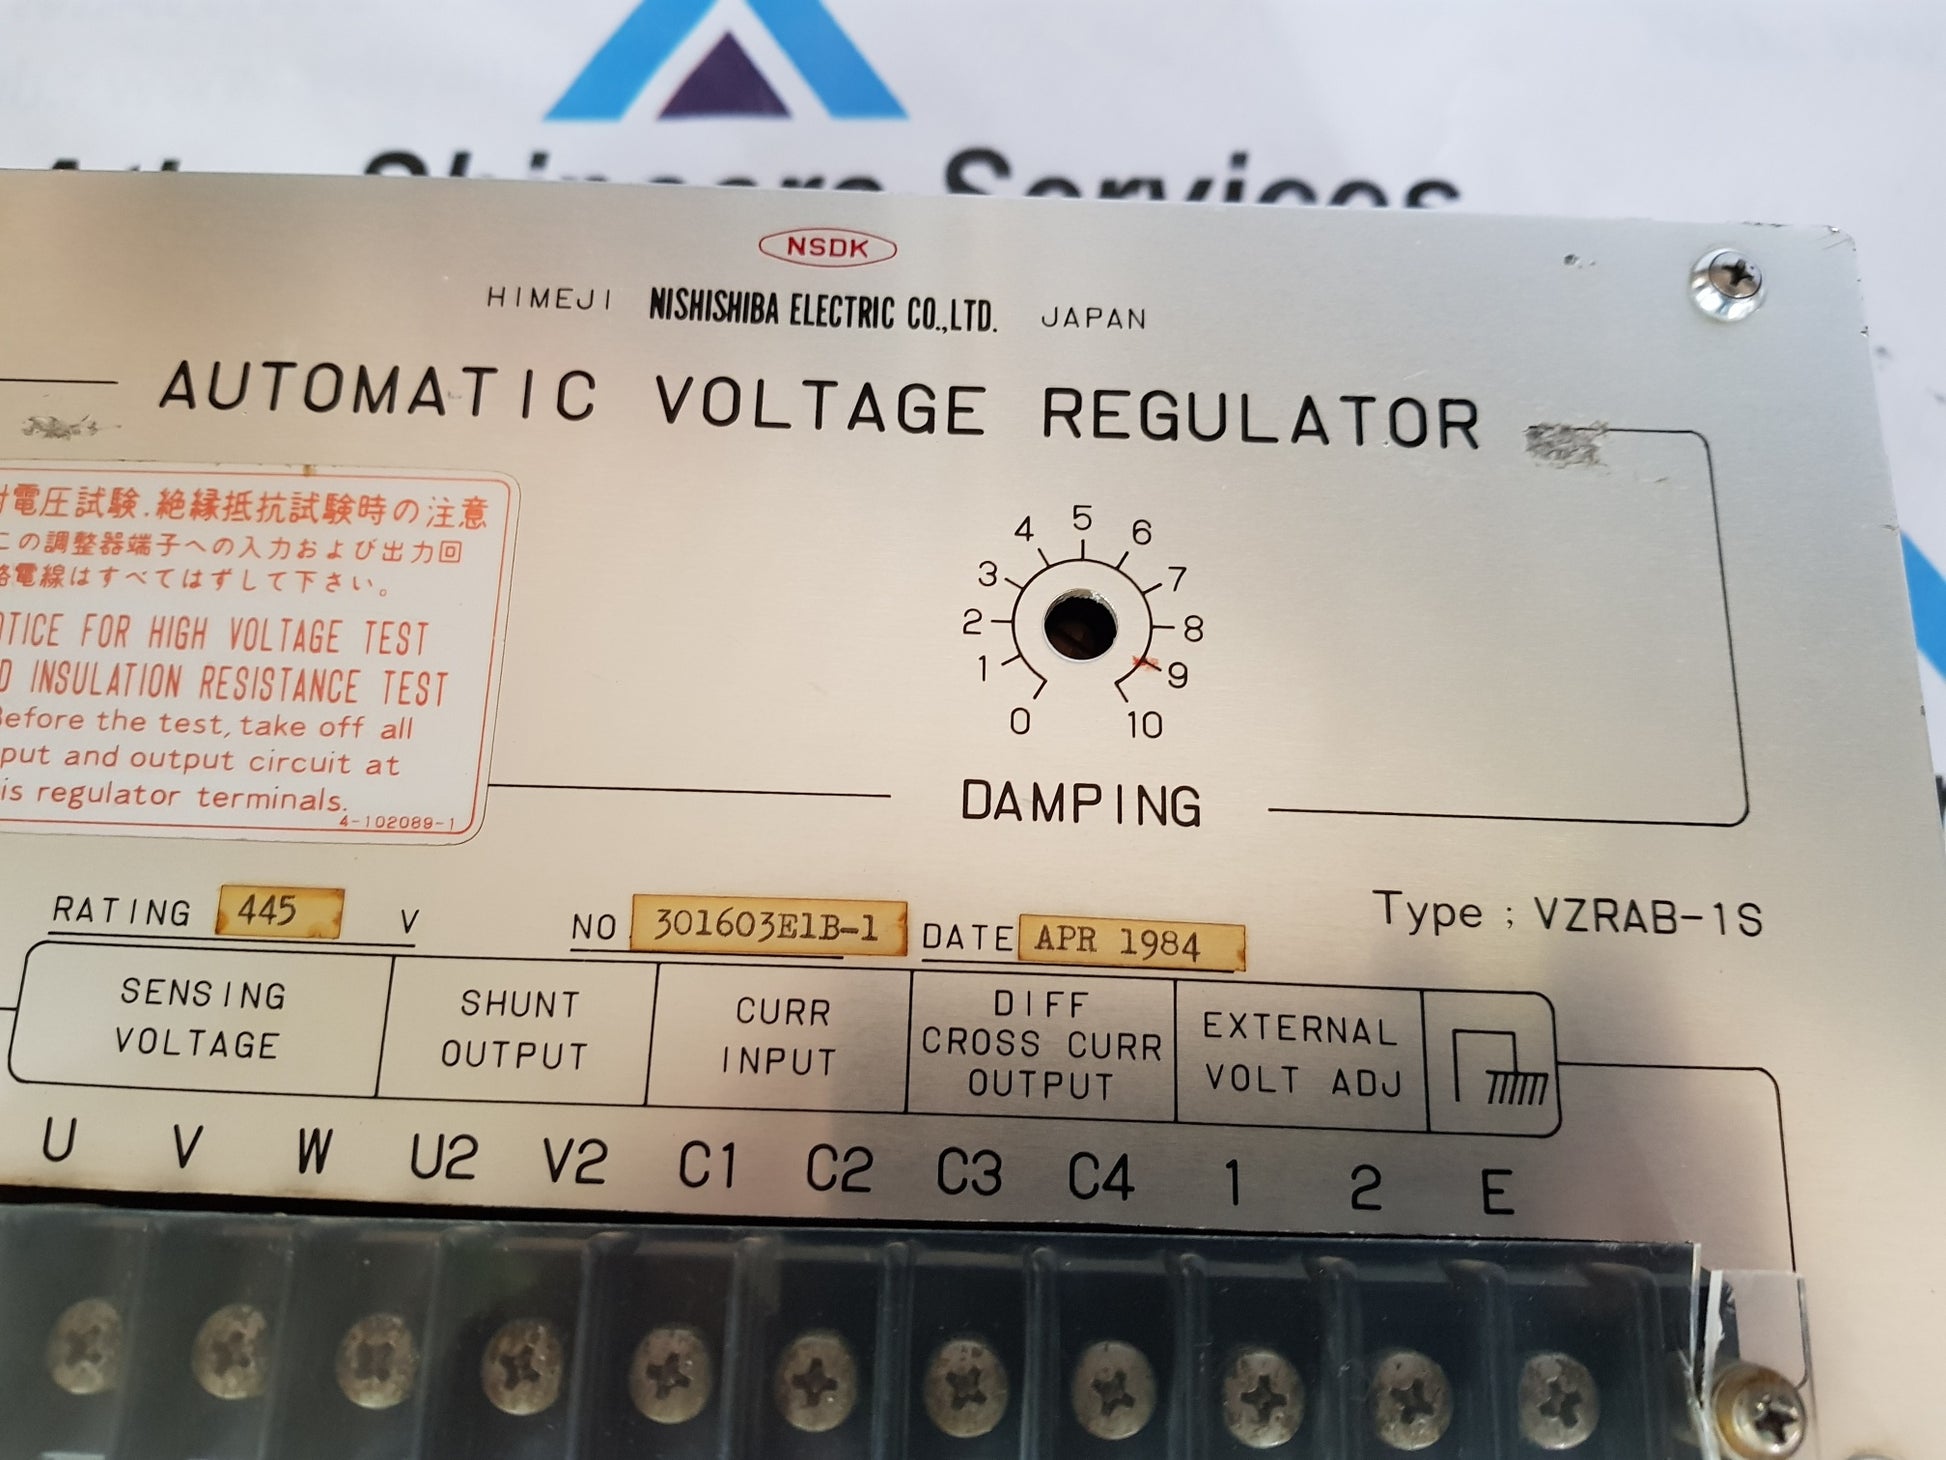 Services
NSDK
HIMEJI NISHISHIBA ELECTRIC CO.,LTD. JAPAN
AUTOMATIC VOLTAGE REGULATOR
電圧試験.絶縁抵抗試験時の注意
この調整器端子への入力および出力回
路電線はすべてはずして下さい。
OTICE FOR HIGH VOLTAGE TEST
D INSULATION RESISTANCE TEST
Before the test, take off all
put and output circuit at
is regulator terminals.
4-102089-1
0 1 2 3 4 5 6 7 8 9 10
DAMPING
RATING 445 V NO 301603E1B-1 DATE APR 1984 Type ; VZRAB-1S
SENSING
VOLTAGE
SHUNT
OUTPUT
CURR
INPUT
DIFF
CROSS CURR
OUTPUT
EXTERNAL
VOLT ADJ
U V W U2 V2 C1 C2 C3 C4 1 2 E